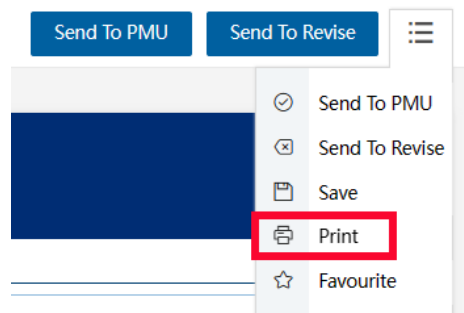 Send To PMU Send To Revise
Send To PMU
Send To Revise
Save
Print
Favourite